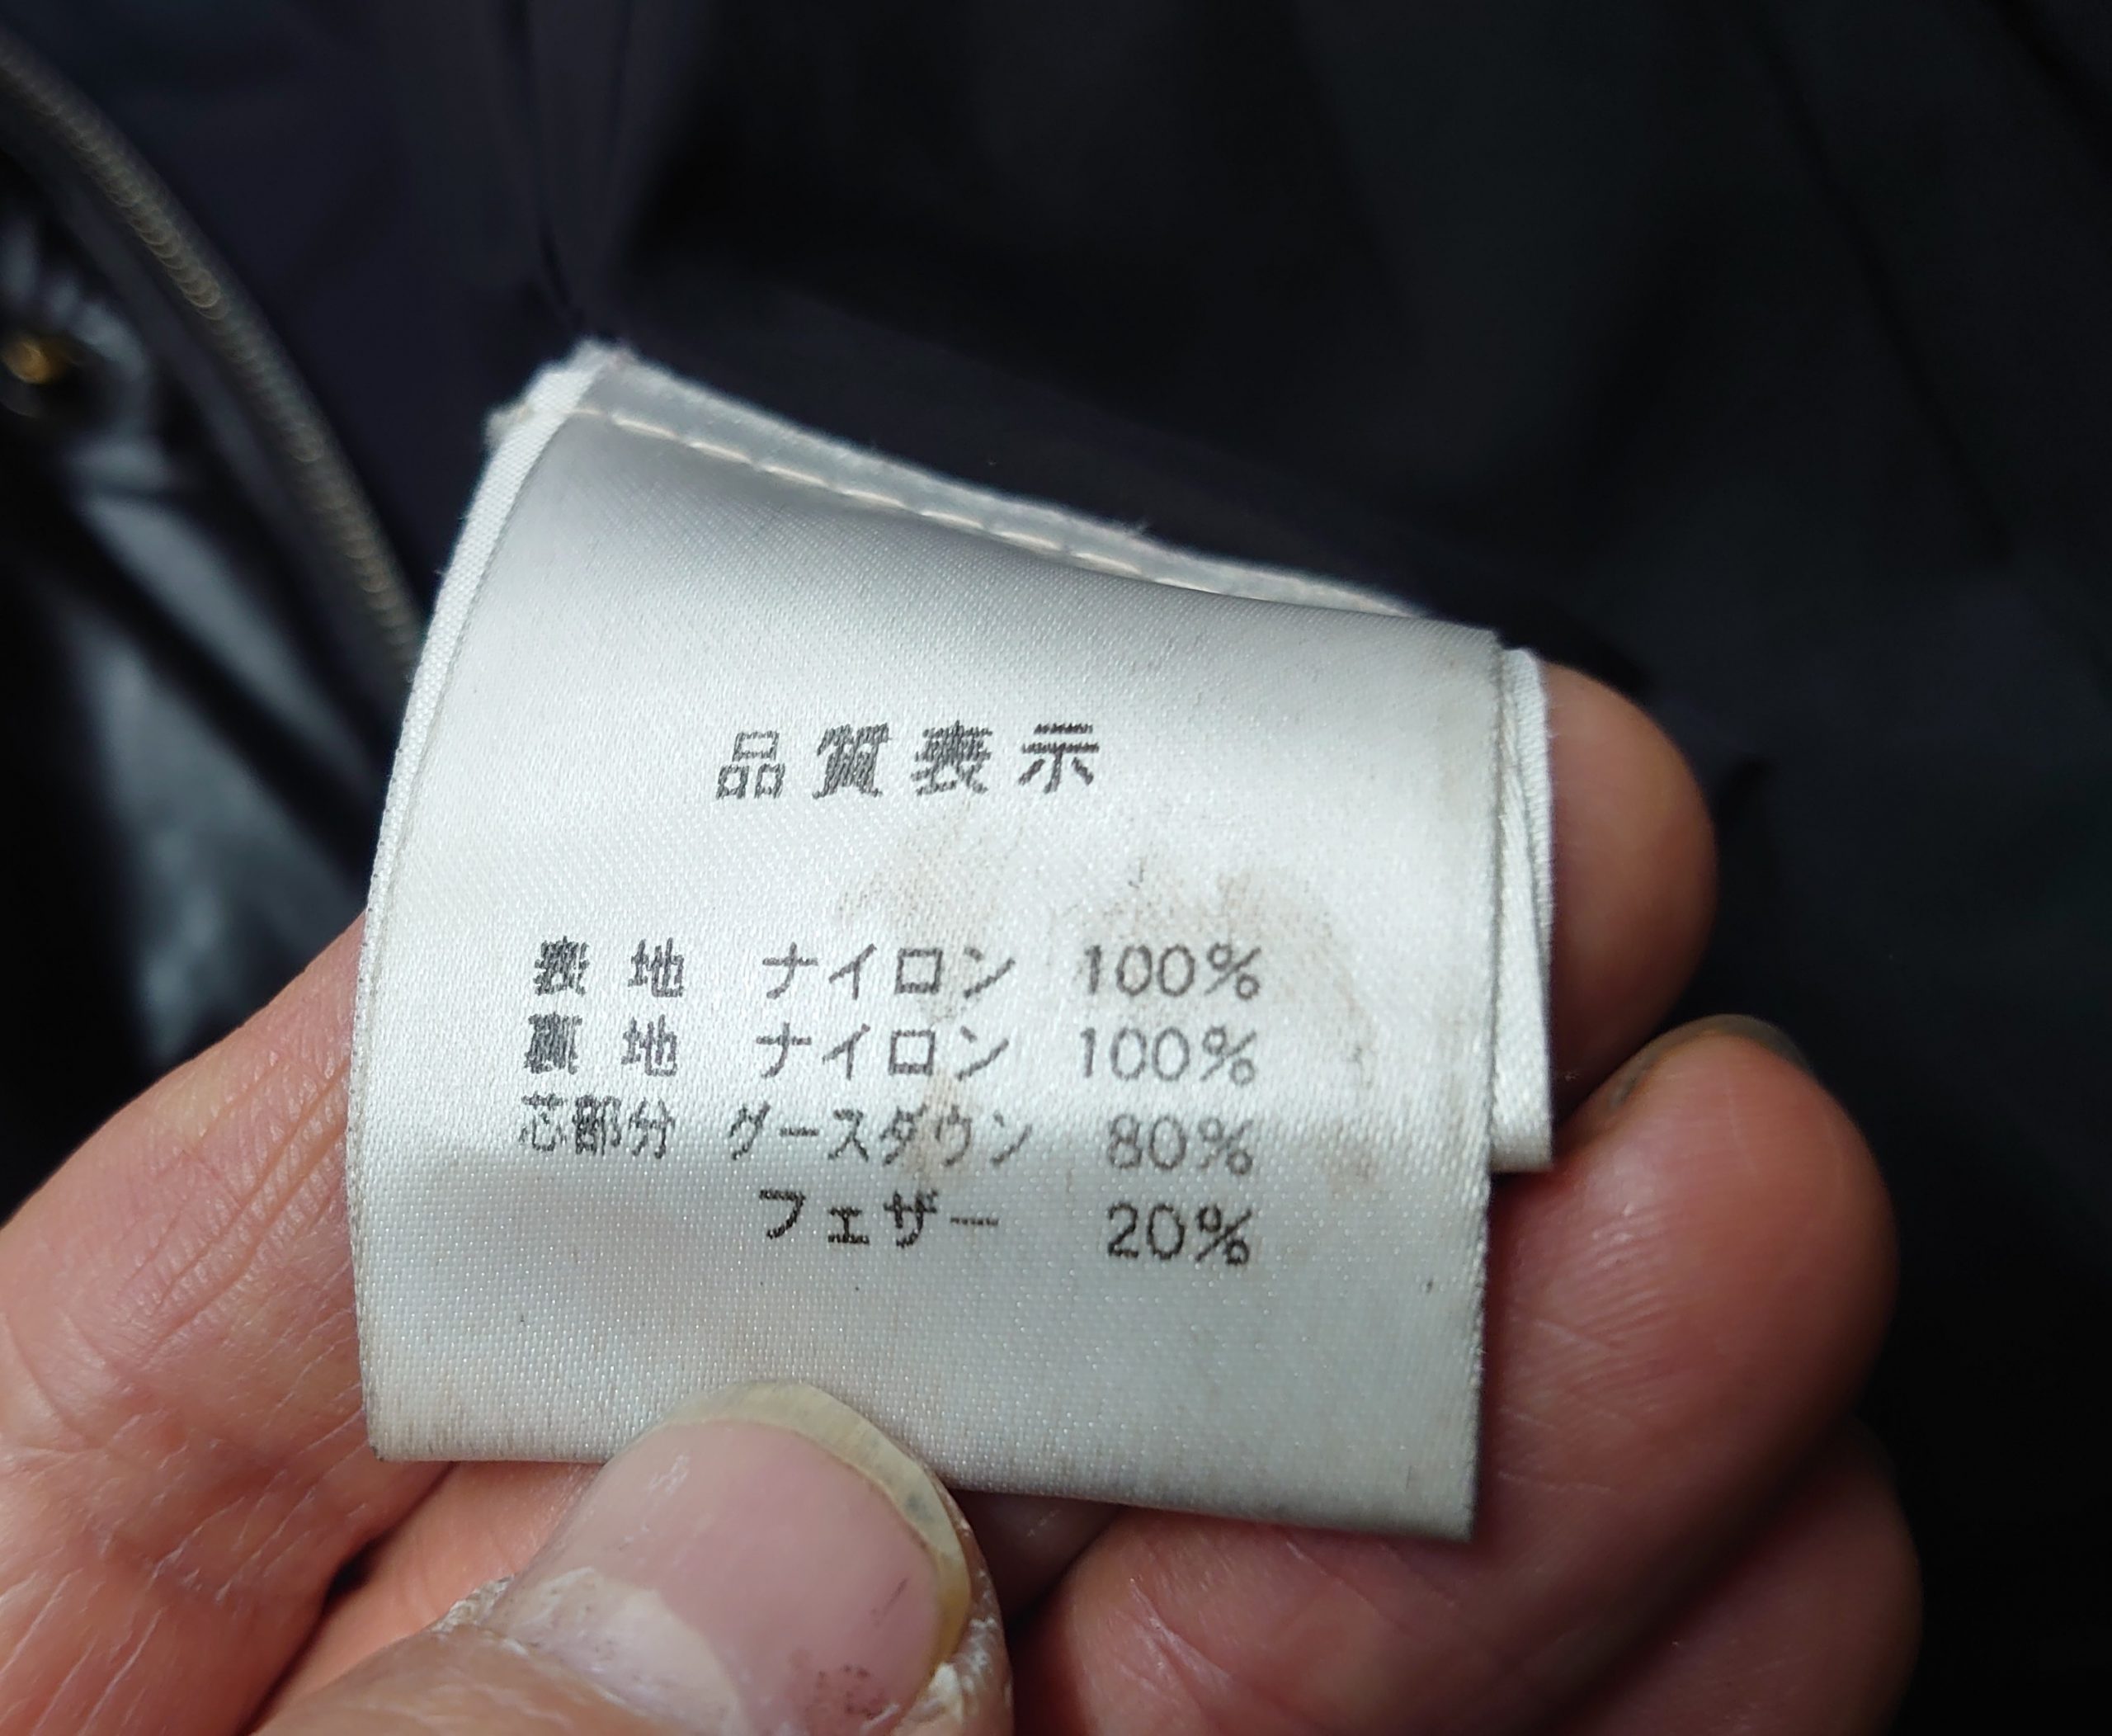 品質表示
表 地 ナイロン 100%
裏 地 ナイロン 100%
芯部分 グースダウン 80%
フェザー 20%